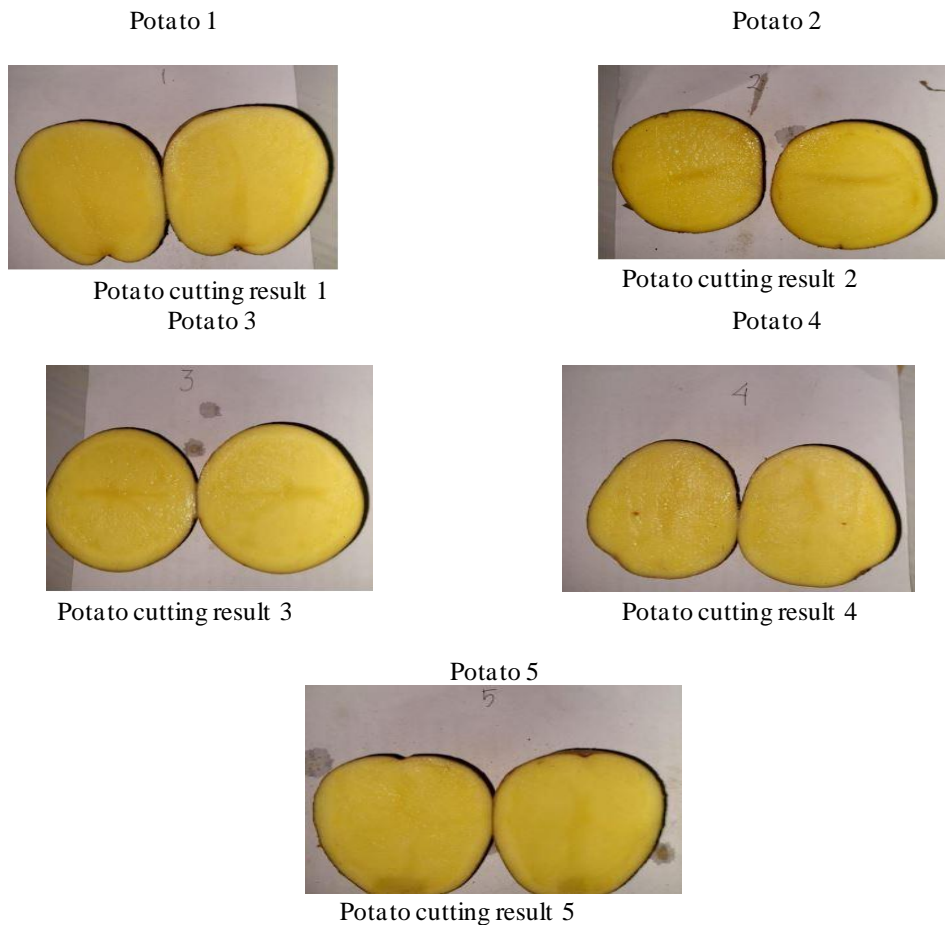 Potato 1
Potato 2
1
2
Potato cutting result 1
Potato cutting result 2
Potato 3
Potato 4
3
4
Potato cutting result 3
Potato cutting result 4
Potato 5
5
Potato cutting result 5